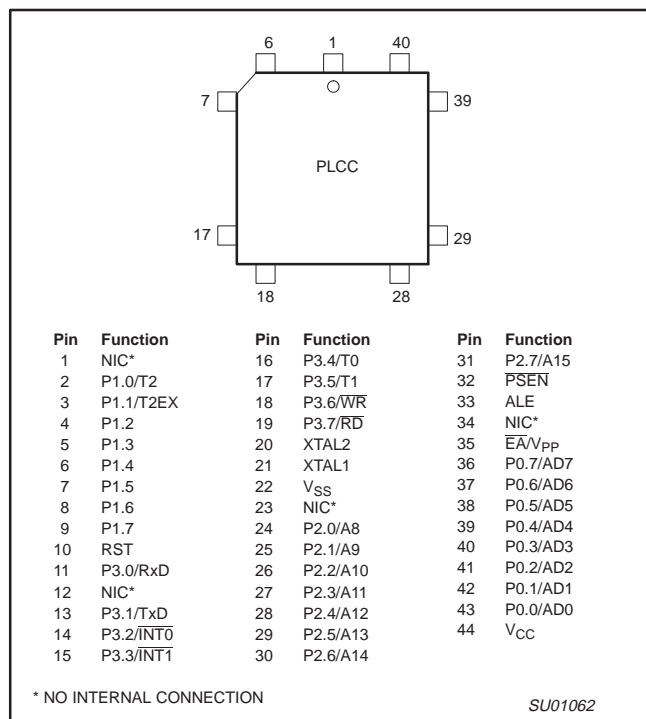 6 1 40
7 39
PLCC
17 29
18 28
Pin Function Pin Function Pin Function
1 NIC* 16 P3.4/T0 31 P2.7/A15
2 P1.0/T2 17 P3.5/T1 32 P̅S̅E̅N̅
3 P1.1/T2EX 18 P3.6/W̅R̅ 33 ALE
4 P1.2 19 P3.7/R̅D̅ 34 NIC*
5 P1.3 20 XTAL2 35 E̅A̅/VPP
6 P1.4 21 XTAL1 36 P0.7/AD7
7 P1.5 22 VSS 37 P0.6/AD6
8 P1.6 23 NIC* 38 P0.5/AD5
9 P1.7 24 P2.0/A8 39 P0.4/AD4
10 RST 25 P2.1/A9 40 P0.3/AD3
11 P3.0/RxD 26 P2.2/A10 41 P0.2/AD2
12 NIC* 27 P2.3/A11 42 P0.1/AD1
13 P3.1/TxD 28 P2.4/A12 43 P0.0/AD0
14 P3.2/I̅N̅T̅0̅ 29 P2.5/A13 44 VCC
15 P3.3/I̅N̅T̅1̅ 30 P2.6/A14
* NO INTERNAL CONNECTION
SU01062